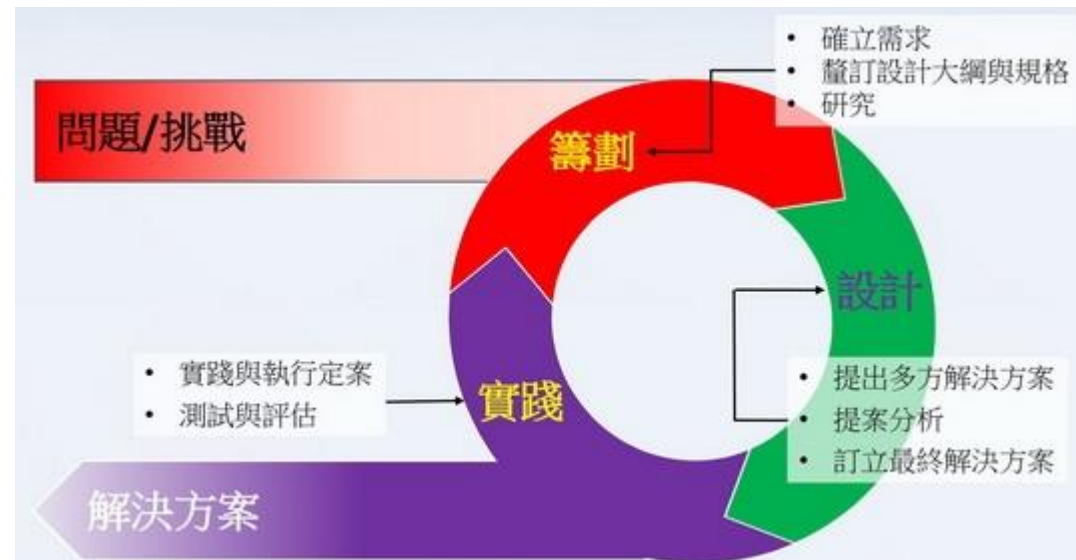 問題/挑戰
籌劃
• 確立需求
• 釐訂設計大綱與規格
• 研究
設計
• 提出多方解決方案
• 提案分析
• 訂立最終解決方案
實踐
• 實踐與執行定案
• 測試與評估
解決方案